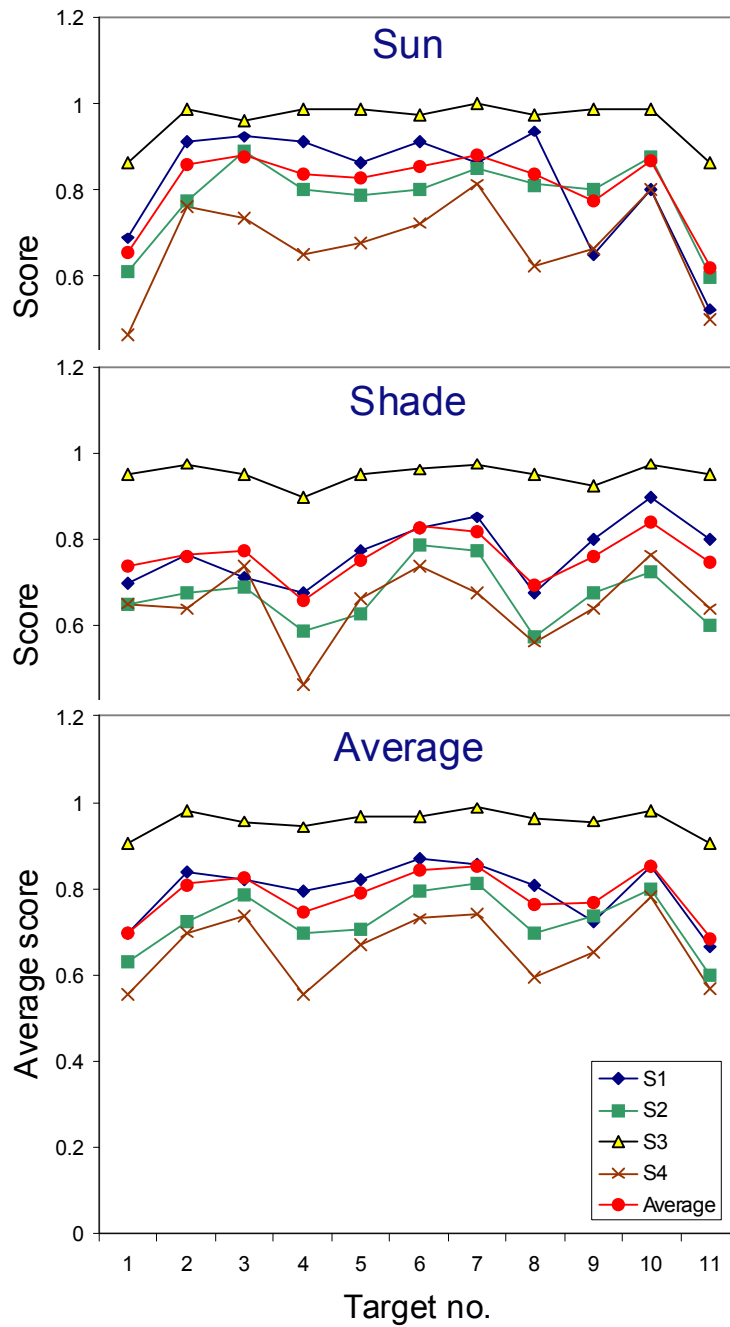 Sun
1.2
1
0.8
0.6
Score
Shade
1.2
1
0.8
0.6
Score
Average
1.2
1
0.8
0.6
0.4
0.2
0
Average score
S1
S2
S3
S4
Average
1 2 3 4 5 6 7 8 9 10 11
Target no.